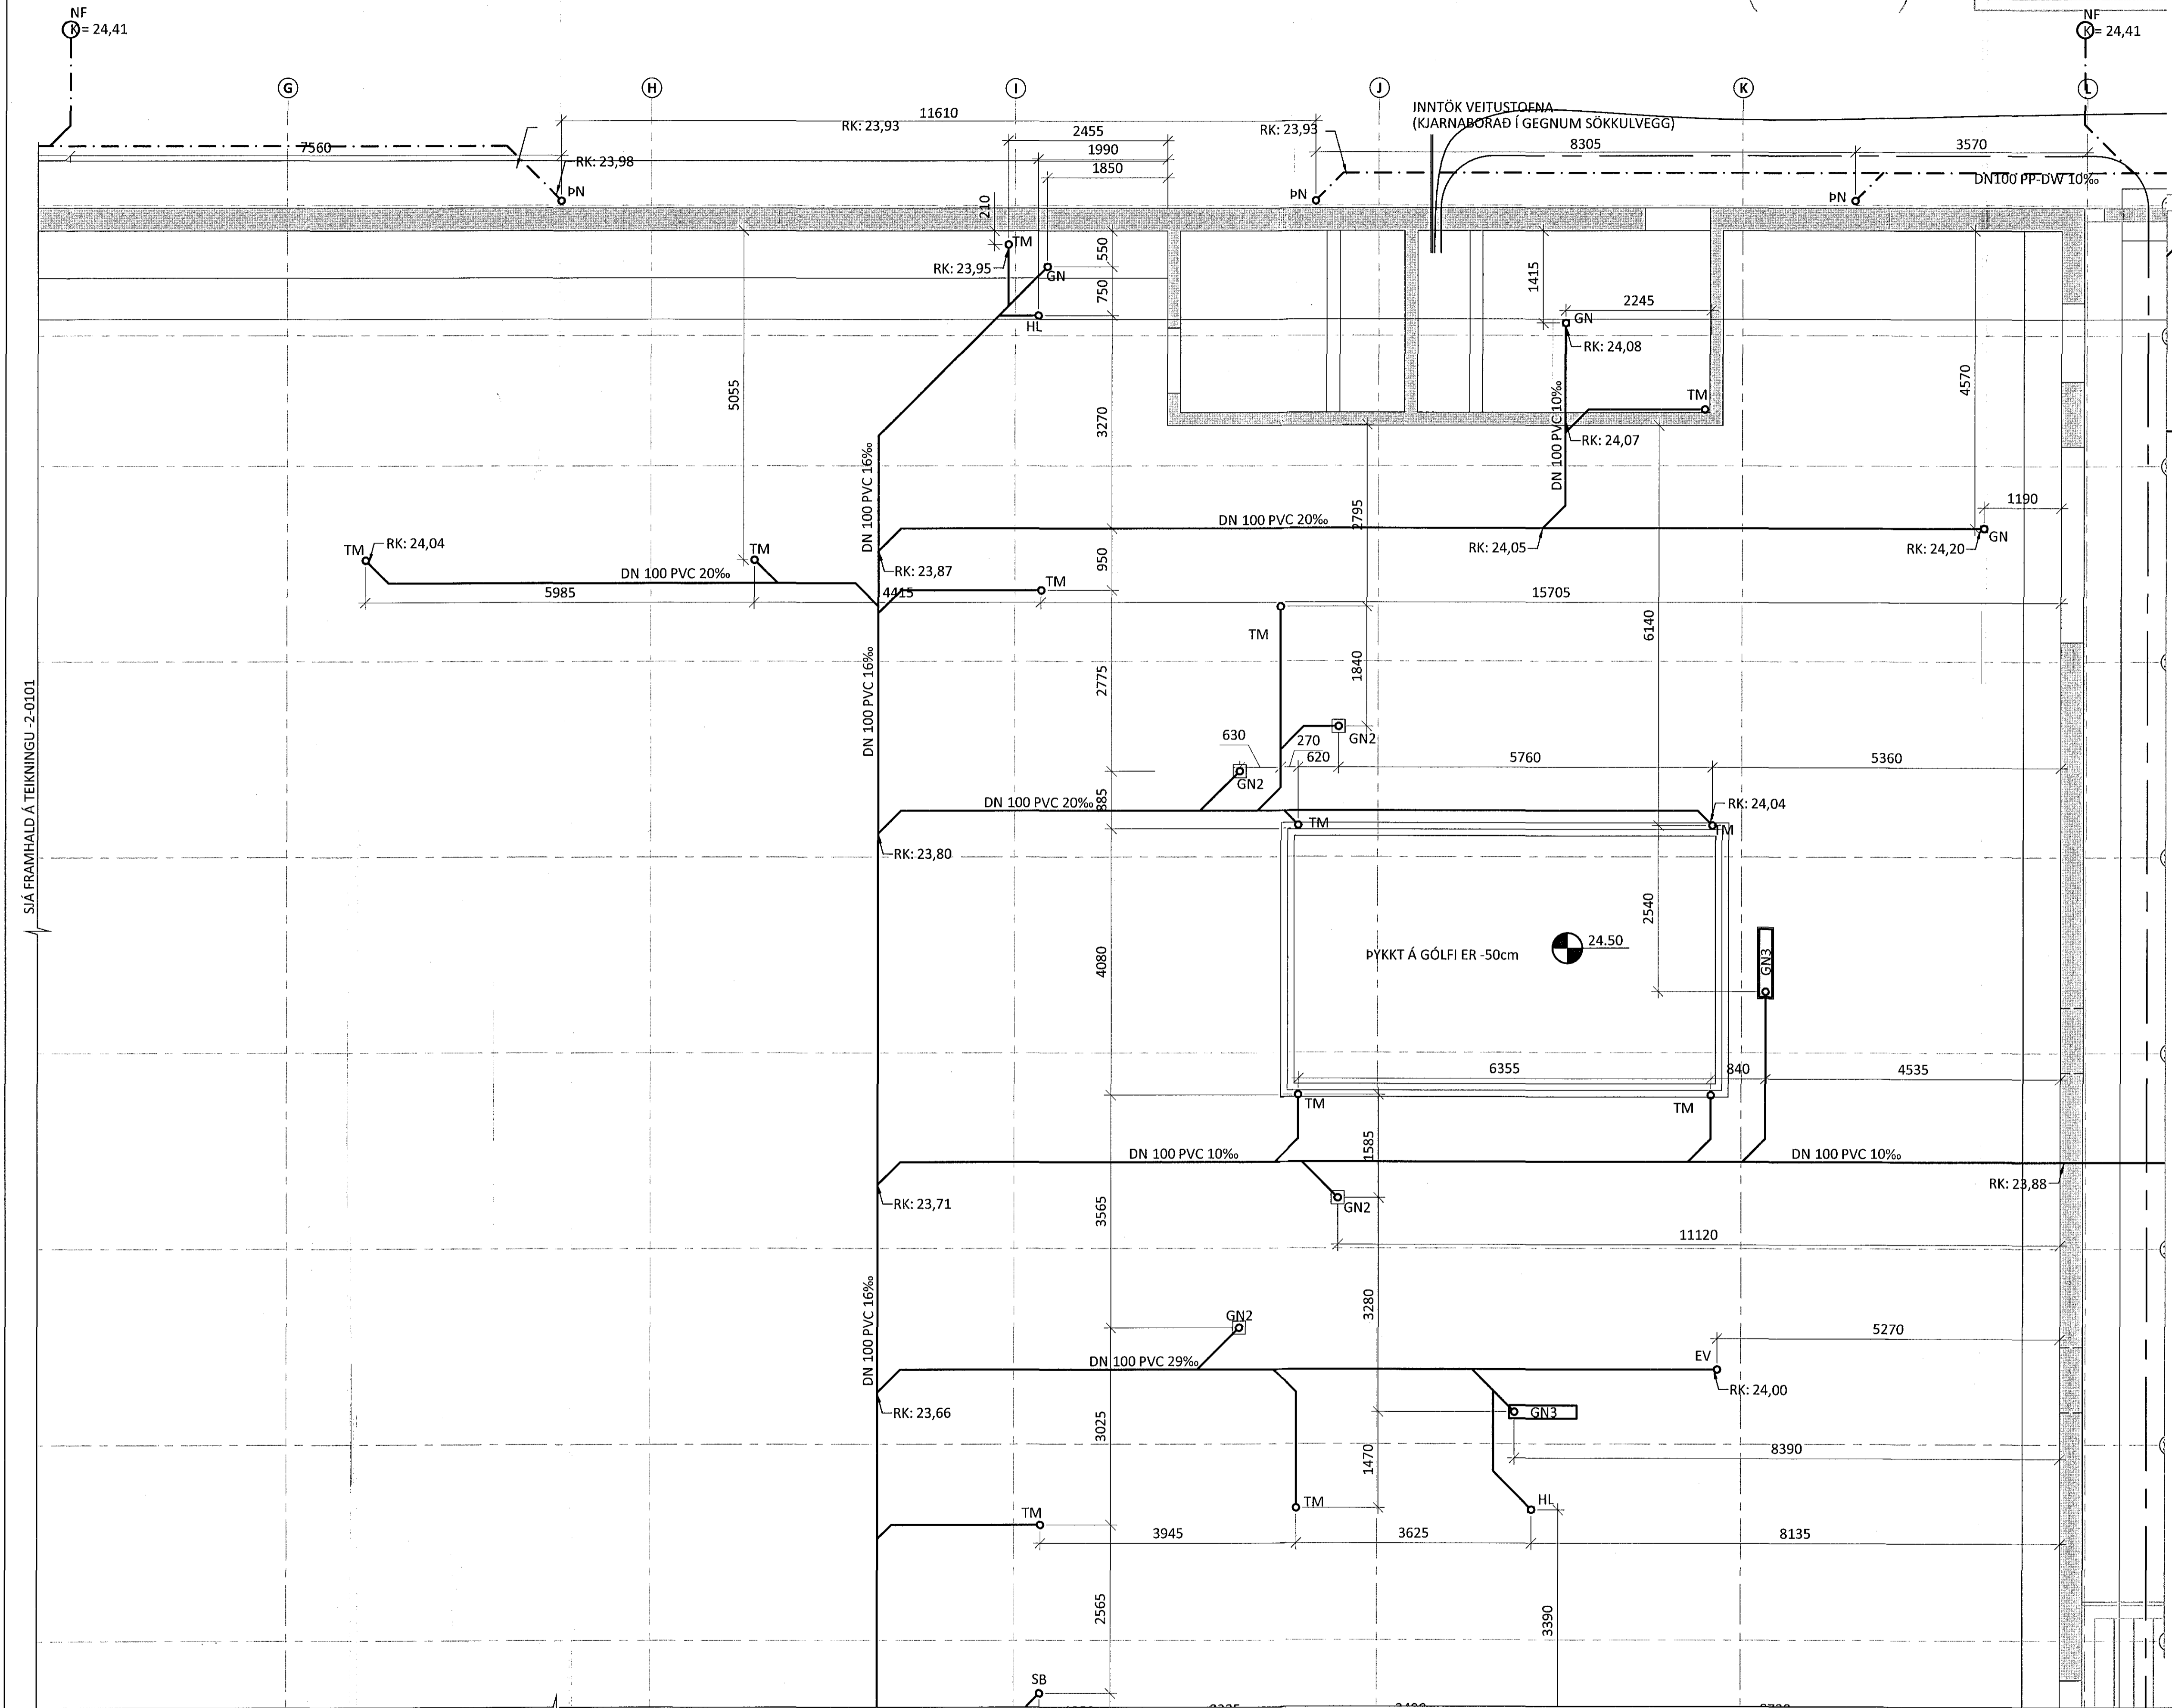 NF
K= 24,41
NF
K= 24,41
G
H
I
J
K
L
11610
RK: 23,93
2455
RK: 23,93
INNTÖK VEITUSTOFNA
(KJARNABORAÐ Í GEGNUM SÖKKULVEGG)
7560
1990
8305
3570
RK: 23,98
1850
DN100 PP-DW 10‰
ÞN
ÞN
ÞN
210
TM
550
RK: 23,95
GN
750
HL
1415
2245
GN
RK: 24,08
5055
3270
DN 100 PVC 10‰
TM
4570
RK: 24,07
DN 100 PVC 16‰
2795
1190
DN 100 PVC 20‰
TM
RK: 24,04
TM
950
RK: 24,05
RK: 24,20
GN
DN 100 PVC 20‰
RK: 23,87
TM
5985
4415
15705
TM
6140
1840
2775
DN 100 PVC 16‰
SJÁ FRAMHALD Á TEIKNINGU -2-0101
630
270
GN2
620
5760
5360
GN2
DN 100 PVC 20‰
885
RK: 24,04
TM
TM
RK: 23,80
2540
4080
ÞYKKT Á GÓLFI ER -50cm
24.50
GN3
6355
840
4535
TM
TM
1585
DN 100 PVC 10‰
DN 100 PVC 10‰
RK: 23,88
RK: 23,71
3565
GN2
11120
3280
DN 100 PVC 16‰
GN2
5270
EV
DN 100 PVC 29‰
RK: 24,00
RK: 23,66
GN3
3025
8390
1470
TM
TM
HL
3945
3625
8135
2565
3390
SB